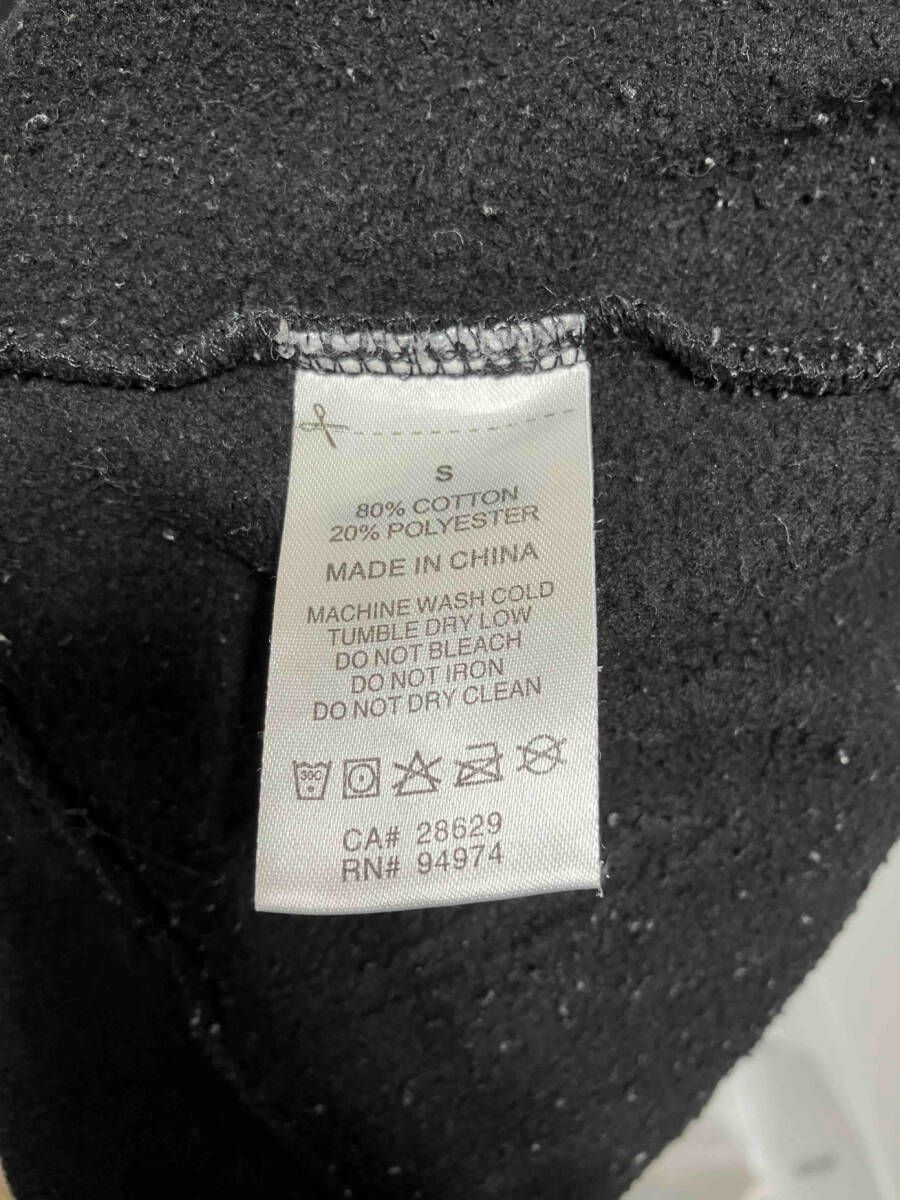 S
80% COTTON
20% POLYESTER
MADE IN CHINA
MACHINE WASH COLD
TUMBLE DRY LOW
DO NOT BLEACH
DO NOT IRON
DO NOT DRY CLEAN
30C
CA# 28629
RN# 94974